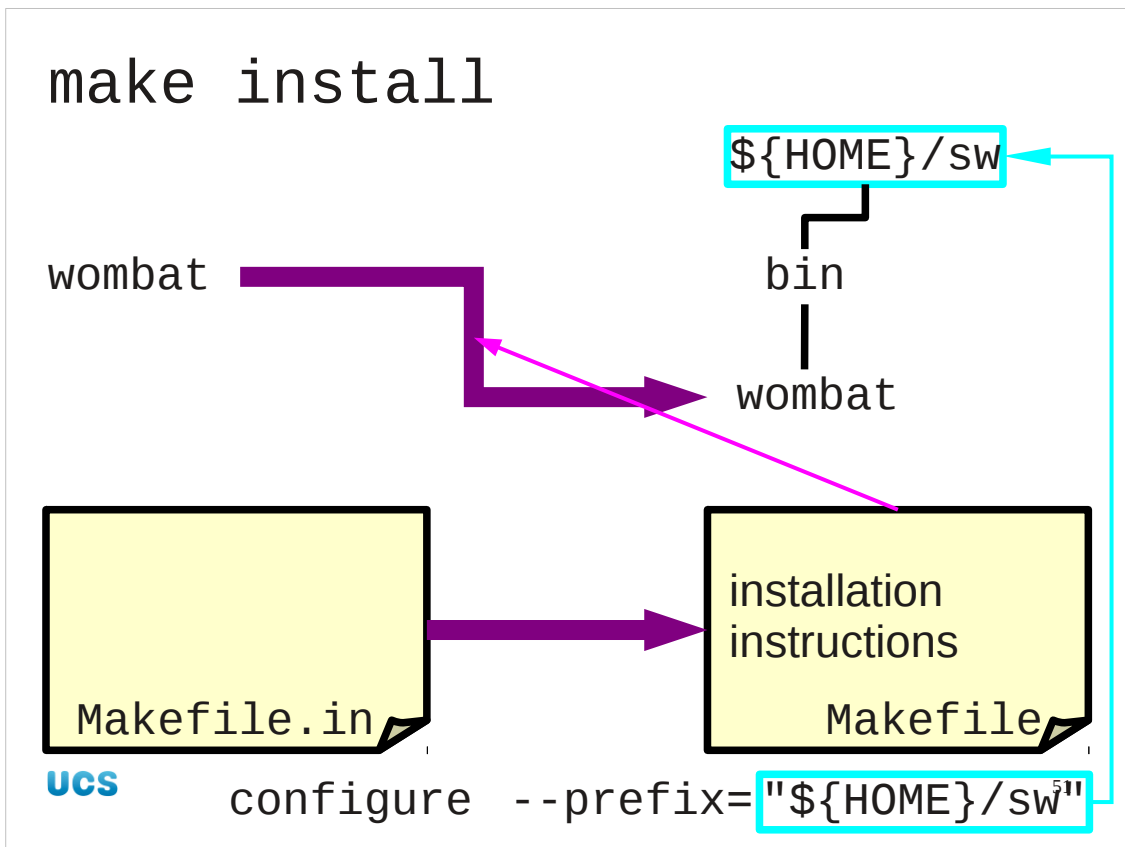 make install
${HOME}/sw
wombat
bin
wombat
installation
instructions
Makefile.in
Makefile
UCS
configure --prefix="${HOME}/sw"